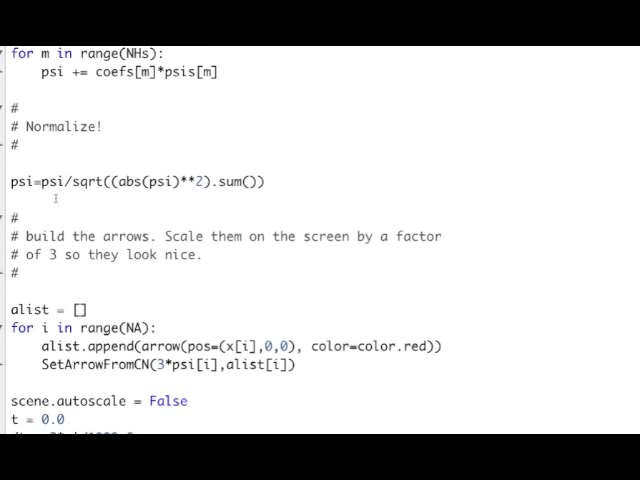 for m in range(NHs):
    psi += coefs[m]*psis[m]
#
# Normalize!
#
psi=psi/sqrt((abs(psi)**2).sum())
#
# build the arrows. Scale them on the screen by a factor
# of 3 so they look nice.
#
alist = []
for i in range(NA):
    alist.append(arrow(pos=(x[i],0,0), color=color.red))
    SetArrowFromCN(3*psi[i],alist[i])
scene.autoscale = False
t = 0.0